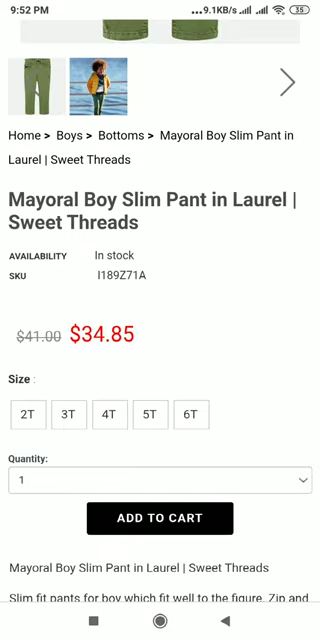 9:52 PM
...9.1KB/s
35
Home > Boys > Bottoms > Mayoral Boy Slim Pant in
Laurel | Sweet Threads
Mayoral Boy Slim Pant in Laurel |
Sweet Threads
AVAILABILITY In stock
SKU I189Z71A
$41.00 $34.85
Size :
2T 3T 4T 5T 6T
Quantity:
1
ADD TO CART
Mayoral Boy Slim Pant in Laurel | Sweet Threads
Slim fit pants for boy which fit well to the figure. Zip and